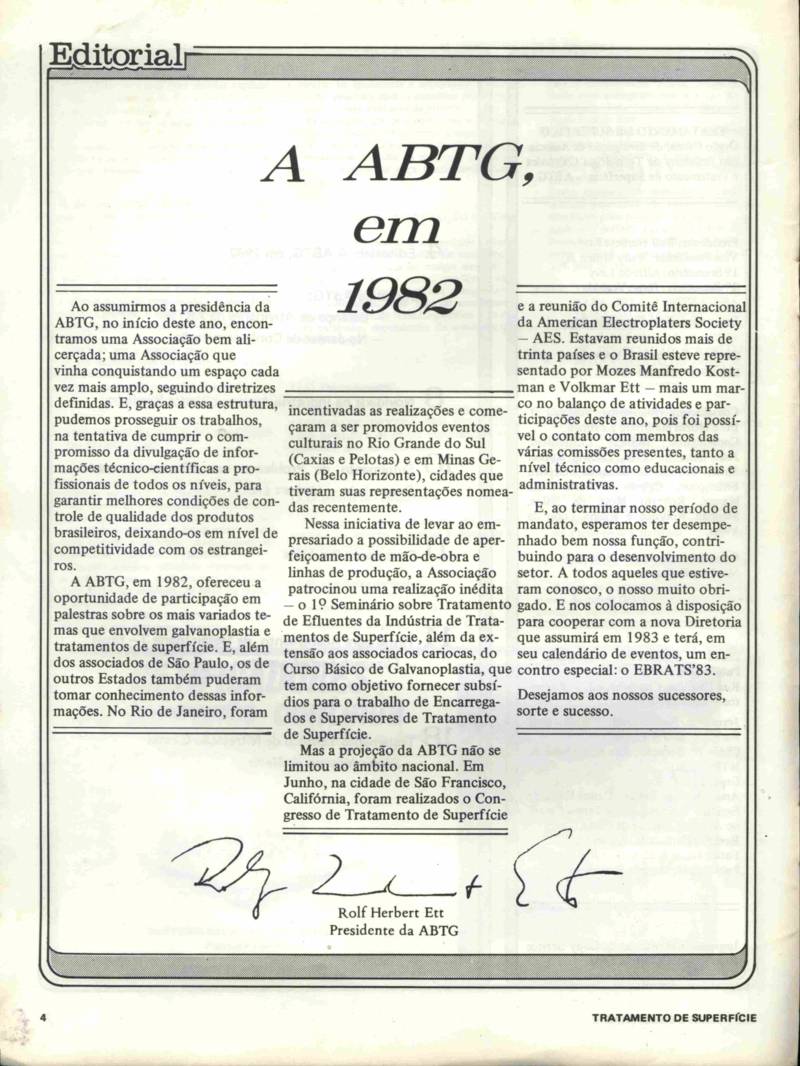 Editorial
A ABTG,
em
1982
Ao assumirmos a presidência da
ABTG, no início deste ano, encon-
tramos uma Associação bem ali-
cerçada; uma Associação que
vinha conquistando um espaço cada
vez mais amplo, seguindo diretrizes
definidas. E, graças a essa estrutura,
pudemos prosseguir os trabalhos,
na tentativa de cumprir o com-
promisso da divulgação de infor-
mações técnico-científicas a pro-
fissionais de todos os níveis, para
garantir melhores condições de con-
trole de qualidade dos produtos
brasileiros, deixando-os em nível de
competitividade com os estrangei-
ros.
A ABTG, em 1982, ofereceu a
oportunidade de participação em
palestras sobre os mais variados te-
mas que envolvem galvanoplastia e
tratamentos de superfície. E, além
dos associados de São Paulo, os de
outros Estados também puderam
tomar conhecimento dessas infor-
mações. No Rio de Janeiro, foram
incentivadas as realizações e come-
çaram a ser promovidos eventos
culturais no Rio Grande do Sul
(Caxias e Pelotas) e em Minas Ge-
rais (Belo Horizonte), cidades que
tiveram suas representações nomea-
das recentemente.
Nessa iniciativa de levar ao em-
presariado a possibilidade de aper-
feiçoamento de mão-de-obra e
linhas de produção, a Associação
patrocinou uma realização inédita
— o 1º Seminário sobre Tratamento
de Efluentes da Indústria de Trata-
mentos de Superfície, além da ex-
tensão aos associados cariocas, do
Curso Básico de Galvanoplastia, que
tem como objetivo fornecer subsí-
dios para o trabalho de Encarrega-
dos e Supervisores de Tratamento
de Superfície.
Mas a projeção da ABTG não se
limitou ao âmbito nacional. Em
Junho, na cidade de São Francisco,
Califórnia, foram realizados o Con-
gresso de Tratamento de Superfície
e a reunião do Comitê Internacional
da American Electroplaters Society
— AES. Estavam reunidos mais de
trinta países e o Brasil esteve repre-
sentado por Mozes Manfredo Kost-
man e Volkmar Ett — mais um mar-
co no balanço de atividades e par-
ticipações deste ano, pois foi possí-
vel o contato com membros das
várias comissões presentes, tanto a
nível técnico como educacionais e
administrativas.
E, ao terminar nosso período de
mandato, esperamos ter desempe-
nhado bem nossa função, contri-
buindo para o desenvolvimento do
setor. A todos aqueles que estive-
ram conosco, o nosso muito obri-
gado. E nos colocamos à disposição
para cooperar com a nova Diretoria
que assumirá em 1983 e terá, em
seu calendário de eventos, um en-
contro especial: o EBRATS'83.
Desejamos aos nossos sucessores,
sorte e sucesso.
Rolf Herbert Ett
Presidente da ABTG
4
TRATAMENTO DE SUPERFÍCIE